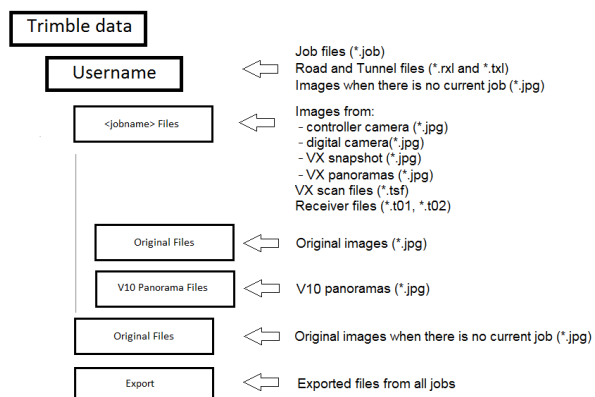 Trimble data
Username
Job files (*.job)
Road and Tunnel files (*.rxl and *.txl)
Images when there is no current job (*.jpg)
<jobname> Files
Images from:
- controller camera (*.jpg)
- digital camera(*.jpg)
- VX snapshot (*.jpg)
- VX panoramas (*.jpg)
VX scan files (*.tsf)
Receiver files (*.t01, *.t02)
Original Files
Original images (*.jpg)
V10 Panorama Files
V10 panoramas (*.jpg)
Original Files
Original images when there is no current job (*.jpg)
Export
Exported files from all jobs